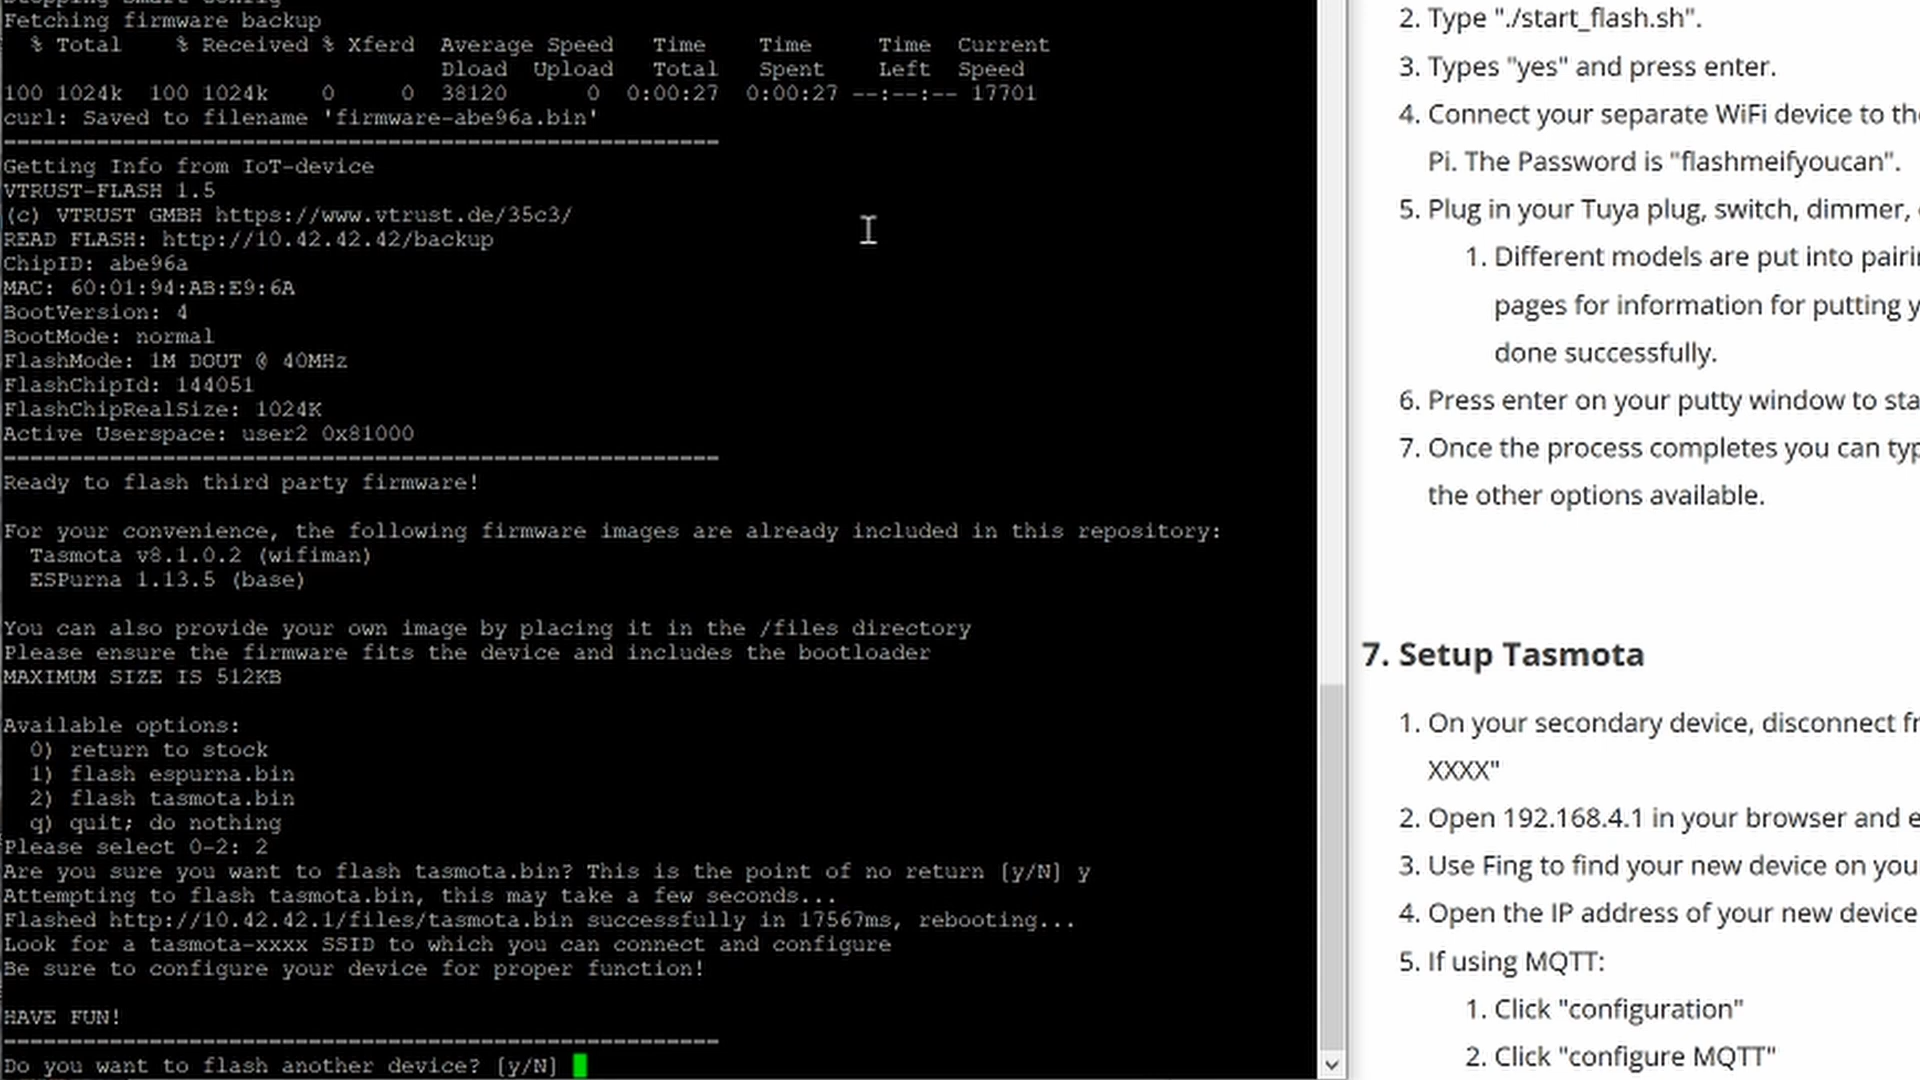 Fetching firmware backup
% Total % Received % Xferd Average Speed Time Time Time Current
Dload Upload Total Spent Left Speed
100 1024k 100 1024k 0 0 38120 0 0:00:27 0:00:27 --:--:-- 17701
curl: Saved to filename 'firmware-abe96a.bin'
======================================================
Getting Info from IoT-device
VTRUST-FLASH 1.5
(c) VTRUST GMBH https://www.vtrust.de/35c3/
READ FLASH: http://10.42.42.42/backup
ChipID: abe96a
MAC: 60:01:94:AB:E9:6A
BootVersion: 4
BootMode: normal
FlashMode: 1M DOUT @ 40MHz
FlashChipId: 144051
FlashChipRealSize: 1024K
Active Userspace: user2 0x81000
======================================================
Ready to flash third party firmware!
For your convenience, the following firmware images are already included in this repository:
Tasmota v8.1.0.2 (wifiman)
ESPurna 1.13.5 (base)
You can also provide your own image by placing it in the /files directory
Please ensure the firmware fits the device and includes the bootloader
MAXIMUM SIZE IS 512KB
Available options:
0) return to stock
1) flash espurna.bin
2) flash tasmota.bin
q) quit; do nothing
Please select 0-2: 2
Are you sure you want to flash tasmota.bin? This is the point of no return [y/N] y
Attempting to flash tasmota.bin, this may take a few seconds...
Flashed http://10.42.42.1/files/tasmota.bin successfully in 17567ms, rebooting...
Look for a tasmota-xxxx SSID to which you can connect and configure
Be sure to configure your device for proper function!
HAVE FUN!
======================================================
Do you want to flash another device? [y/N]
2. Type "./start_flash.sh".
3. Types "yes" and press enter.
4. Connect your separate WiFi device to the
Pi. The Password is "flashmeifyoucan".
5. Plug in your Tuya plug, switch, dimmer,
1. Different models are put into pairi
pages for information for putting y
done successfully.
6. Press enter on your putty window to sta
7. Once the process completes you can typ
the other options available.
7. Setup Tasmota
1. On your secondary device, disconnect fr
XXXX"
2. Open 192.168.4.1 in your browser and e
3. Use Fing to find your new device on you
4. Open the IP address of your new device
5. If using MQTT:
1. Click "configuration"
2. Click "configure MQTT"